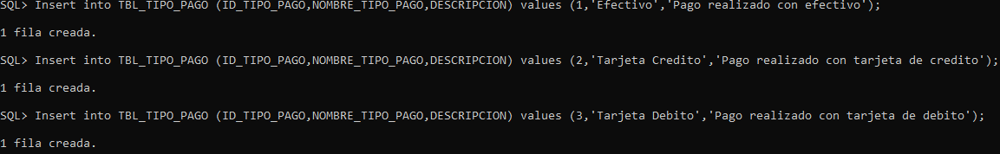 SQL> Insert into TBL_TIPO_PAGO (ID_TIPO_PAGO,NOMBRE_TIPO_PAGO,DESCRIPCION) values (1,'Efectivo','Pago realizado con efectivo');
1 fila creada.
SQL> Insert into TBL_TIPO_PAGO (ID_TIPO_PAGO,NOMBRE_TIPO_PAGO,DESCRIPCION) values (2,'Tarjeta Credito','Pago realizado con tarjeta de credito');
1 fila creada.
SQL> Insert into TBL_TIPO_PAGO (ID_TIPO_PAGO,NOMBRE_TIPO_PAGO,DESCRIPCION) values (3,'Tarjeta Debito','Pago realizado con tarjeta de debito');
1 fila creada.